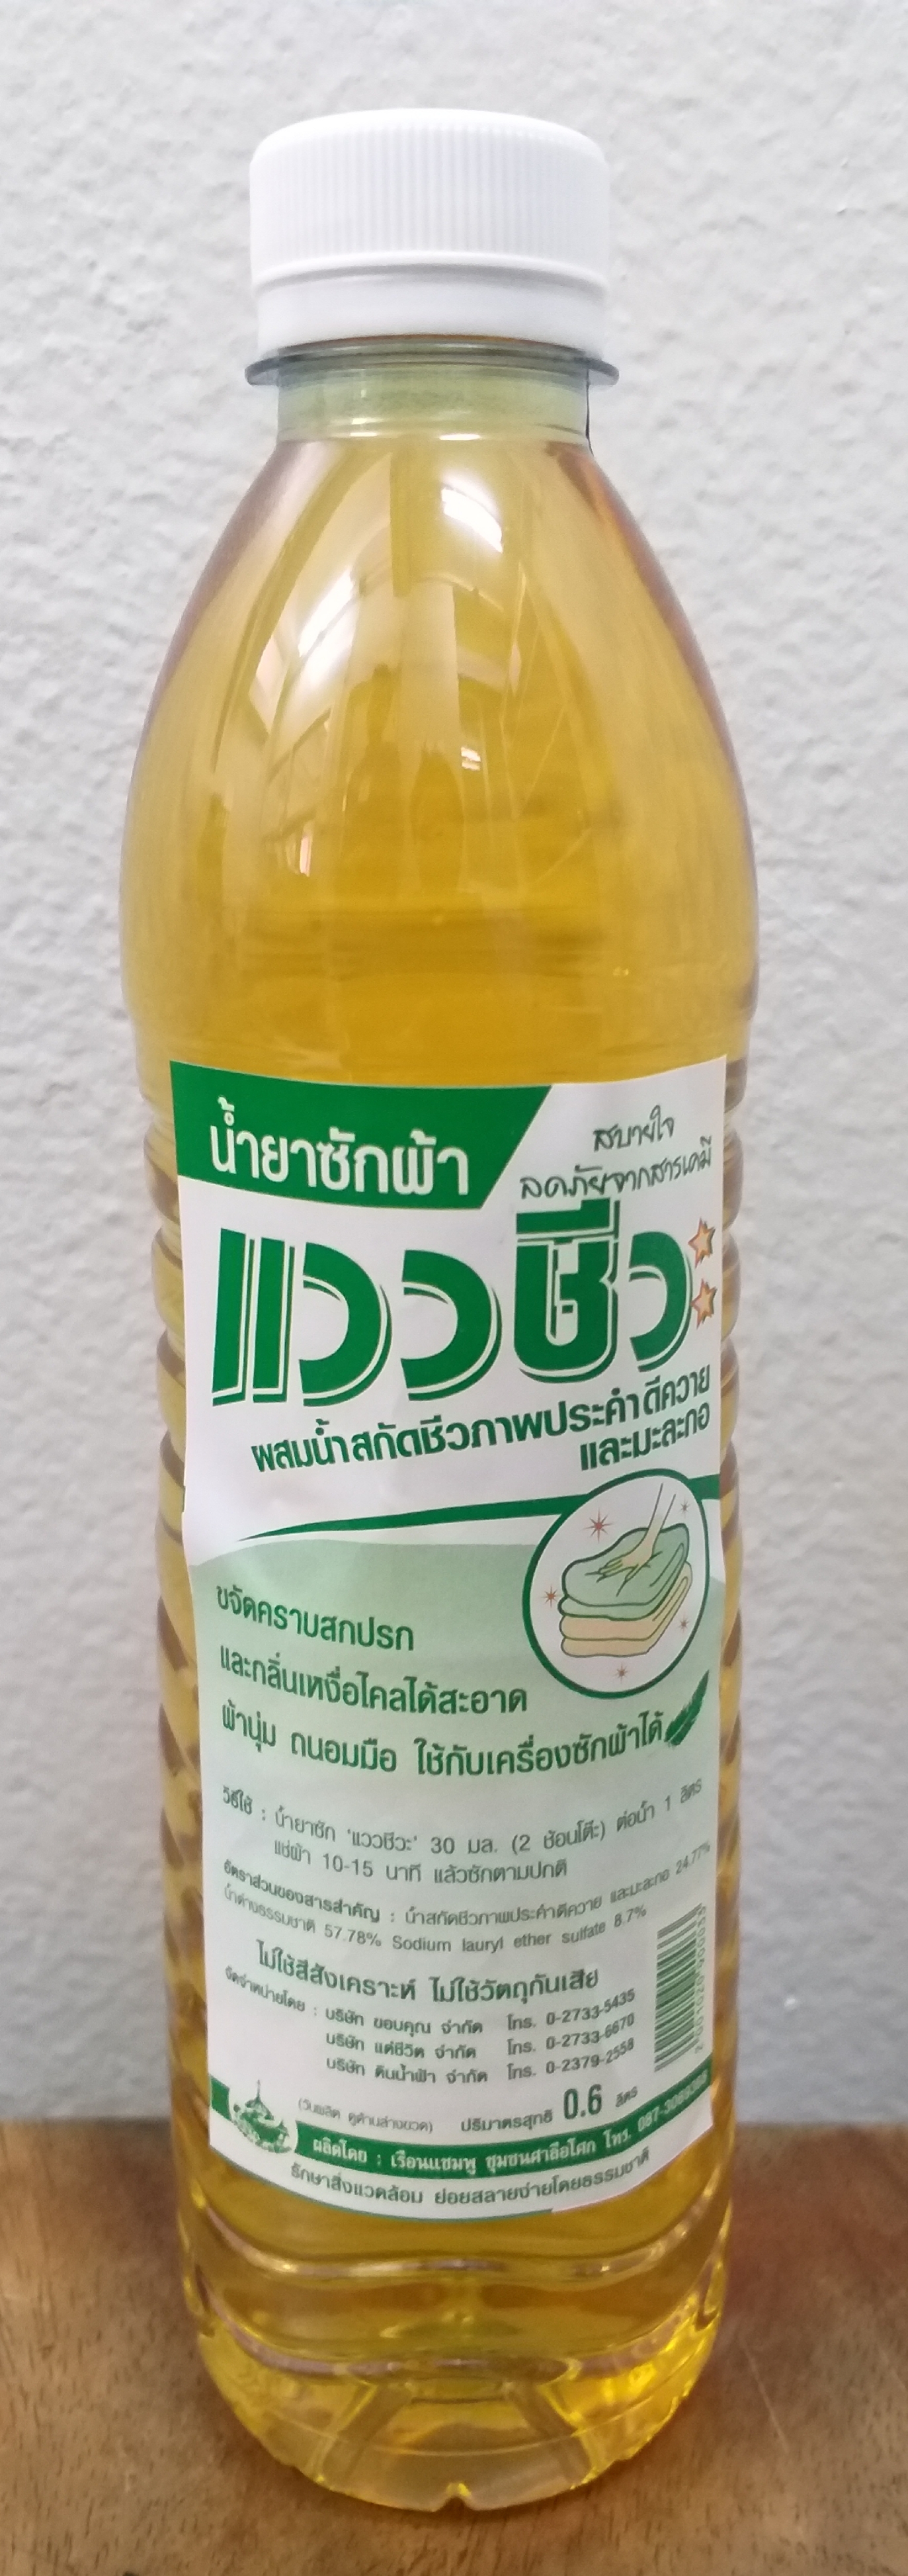 น้ำยาซักผ้า
สบายใจ
ลดภัยจากสารเคมี
แววชีวะ
ผสมน้ำสกัดชีวภาพประคำดีควาย
และมะละกอ
ขจัดคราบสกปรก
และกลิ่นเหงื่อไคลได้สะอาด
ผ้านุ่ม ถนอมมือ ใช้กับเครื่องซักผ้าได้
วิธีใช้ : น้ำยาซัก 'แววชีวะ' 30 มล. (2 ช้อนโต๊ะ) ต่อน้ำ 1 ลิตร
แช่ผ้า 10-15 นาที แล้วซักตามปกติ
อัตราส่วนของสารสำคัญ : น้ำสกัดชีวภาพประคำดีควาย และมะละกอ 24.77%
น้ำด่างธรรมชาติ 57.78% Sodium lauryl ether sulfate 8.7%
ไม่ใช้สีสังเคราะห์ ไม่ใช้วัตถุกันเสีย
จัดจำหน่ายโดย : บริษัท ขอบคุณ จำกัด โทร. 0-2733-5435
บริษัท แด่ชีวิต จำกัด โทร. 0-2733-6670
บริษัท ดินน้ำฟ้า จำกัด โทร. 0-2379-2558
(วันผลิต ดูด้านล่างขวด) ปริมาตรสุทธิ 0.6 ลิตร
ผลิตโดย : เรือนแชมพู ชุมชนศาลีอโศก โทร.
รักษาสิ่งแวดล้อม ย่อยสลายง่ายโดยธรรมชาติ